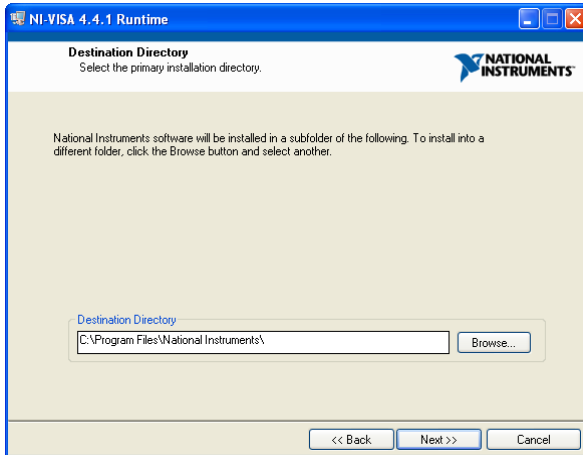 NI-VISA 4.4.1 Runtime
Destination Directory
Select the primary installation directory.
NATIONAL
INSTRUMENTS™
National Instruments software will be installed in a subfolder of the following. To install into a
different folder, click the Browse button and select another.
Destination Directory
C:\Program Files\National Instruments\
Browse...
<< Back
Next >>
Cancel